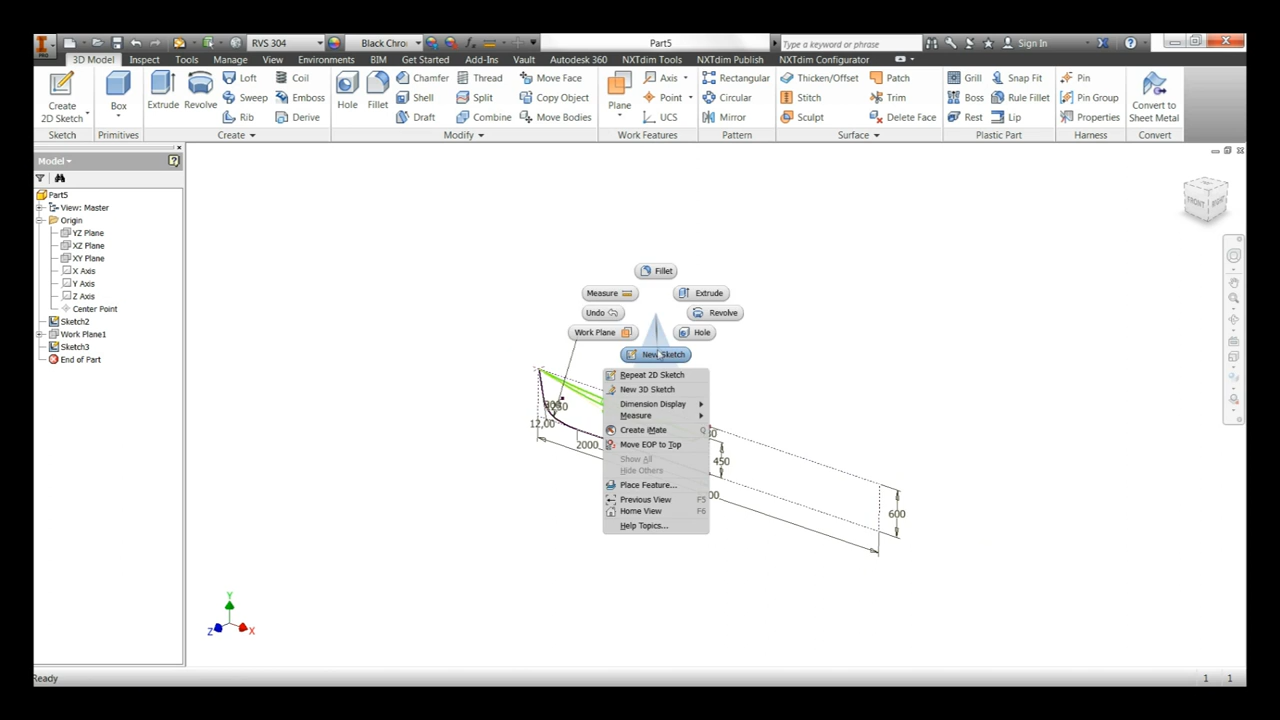 RVS 304
Black Chro
Part5
Type a keyword or phrase
Sign In
PRO
3D Model
Inspect
Tools
Manage
View
Environments
BIM
Get Started
Add-Ins
Vault
Autodesk 360
NXTdim Tools
NXTdim Publish
NXTdim Configurator
Create
2D Sketch
Sketch
Box
Primitives
Extrude
Revolve
Loft
Sweep
Rib
Coil
Emboss
Derive
Create
Hole
Fillet
Chamfer
Shell
Draft
Thread
Split
Combine
Move Face
Copy Object
Move Bodies
Modify
Plane
Axis
Point
UCS
Work Features
Rectangular
Circular
Mirror
Pattern
Thicken/Offset
Stitch
Sculpt
Patch
Trim
Delete Face
Surface
Grill
Boss
Rest
Snap Fit
Rule Fillet
Lip
Plastic Part
Pin
Pin Group
Properties
Harness
Convert to
Sheet Metal
Convert
Model
Part5
View: Master
Origin
YZ Plane
XZ Plane
XY Plane
X Axis
Y Axis
Z Axis
Center Point
Sketch2
Work Plane1
Sketch3
End of Part
FRONT
RIGHT
Fillet
Measure
Extrude
Undo
Revolve
Work Plane
Hole
New Sketch
Repeat 2D Sketch
New 3D Sketch
Dimension Display
Measure
Create iMate Q
Move EOP to Top
Show All
Hide Others
Place Feature...
Previous View F5
Home View F6
Help Topics...
12,00
2000
450
600
Y
Z
X
Ready
1 1